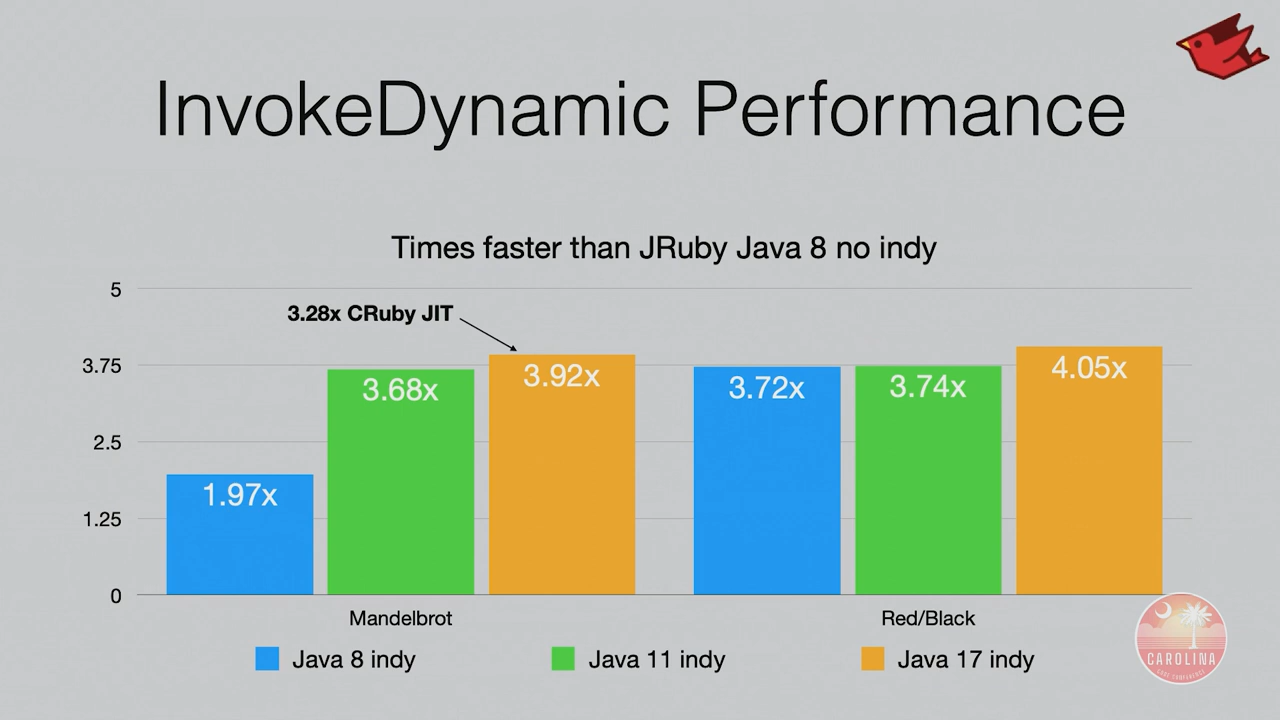 InvokeDynamic Performance
Times faster than JRuby Java 8 no indy
5
3.28x CRuby JIT
3.75
3.92x
4.05x
3.68x
3.72x
3.74x
2.5
1.97x
1.25
0
Mandelbrot
Red/Black
Java 8 indy
Java 11 indy
Java 17 indy
CAROLINA
CODE CONFERENCE